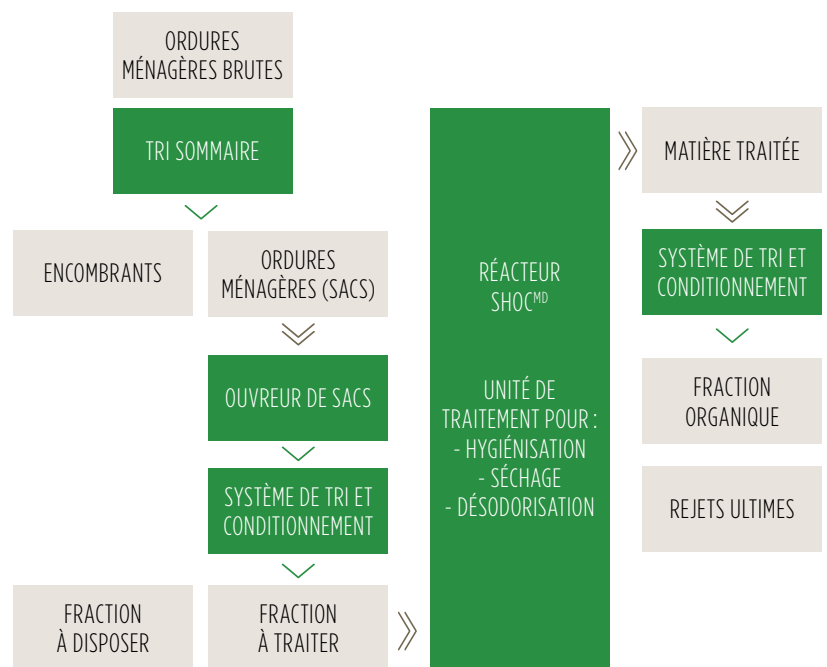 ORDURES
MÉNAGÈRES BRUTES
TRI SOMMAIRE
ENCOMBRANTS
ORDURES
MÉNAGÈRES (SACS)
OUVREUR DE SACS
SYSTÈME DE TRI ET
CONDITIONNEMENT
FRACTION
À DISPOSER
FRACTION
À TRAITER
RÉACTEUR
SHOCᴹᴰ
UNITÉ DE
TRAITEMENT POUR :
- HYGIÉNISATION
- SÉCHAGE
- DÉSODORISATION
MATIÈRE TRAITÉE
SYSTÈME DE TRI ET
CONDITIONNEMENT
FRACTION
ORGANIQUE
REJETS ULTIMES